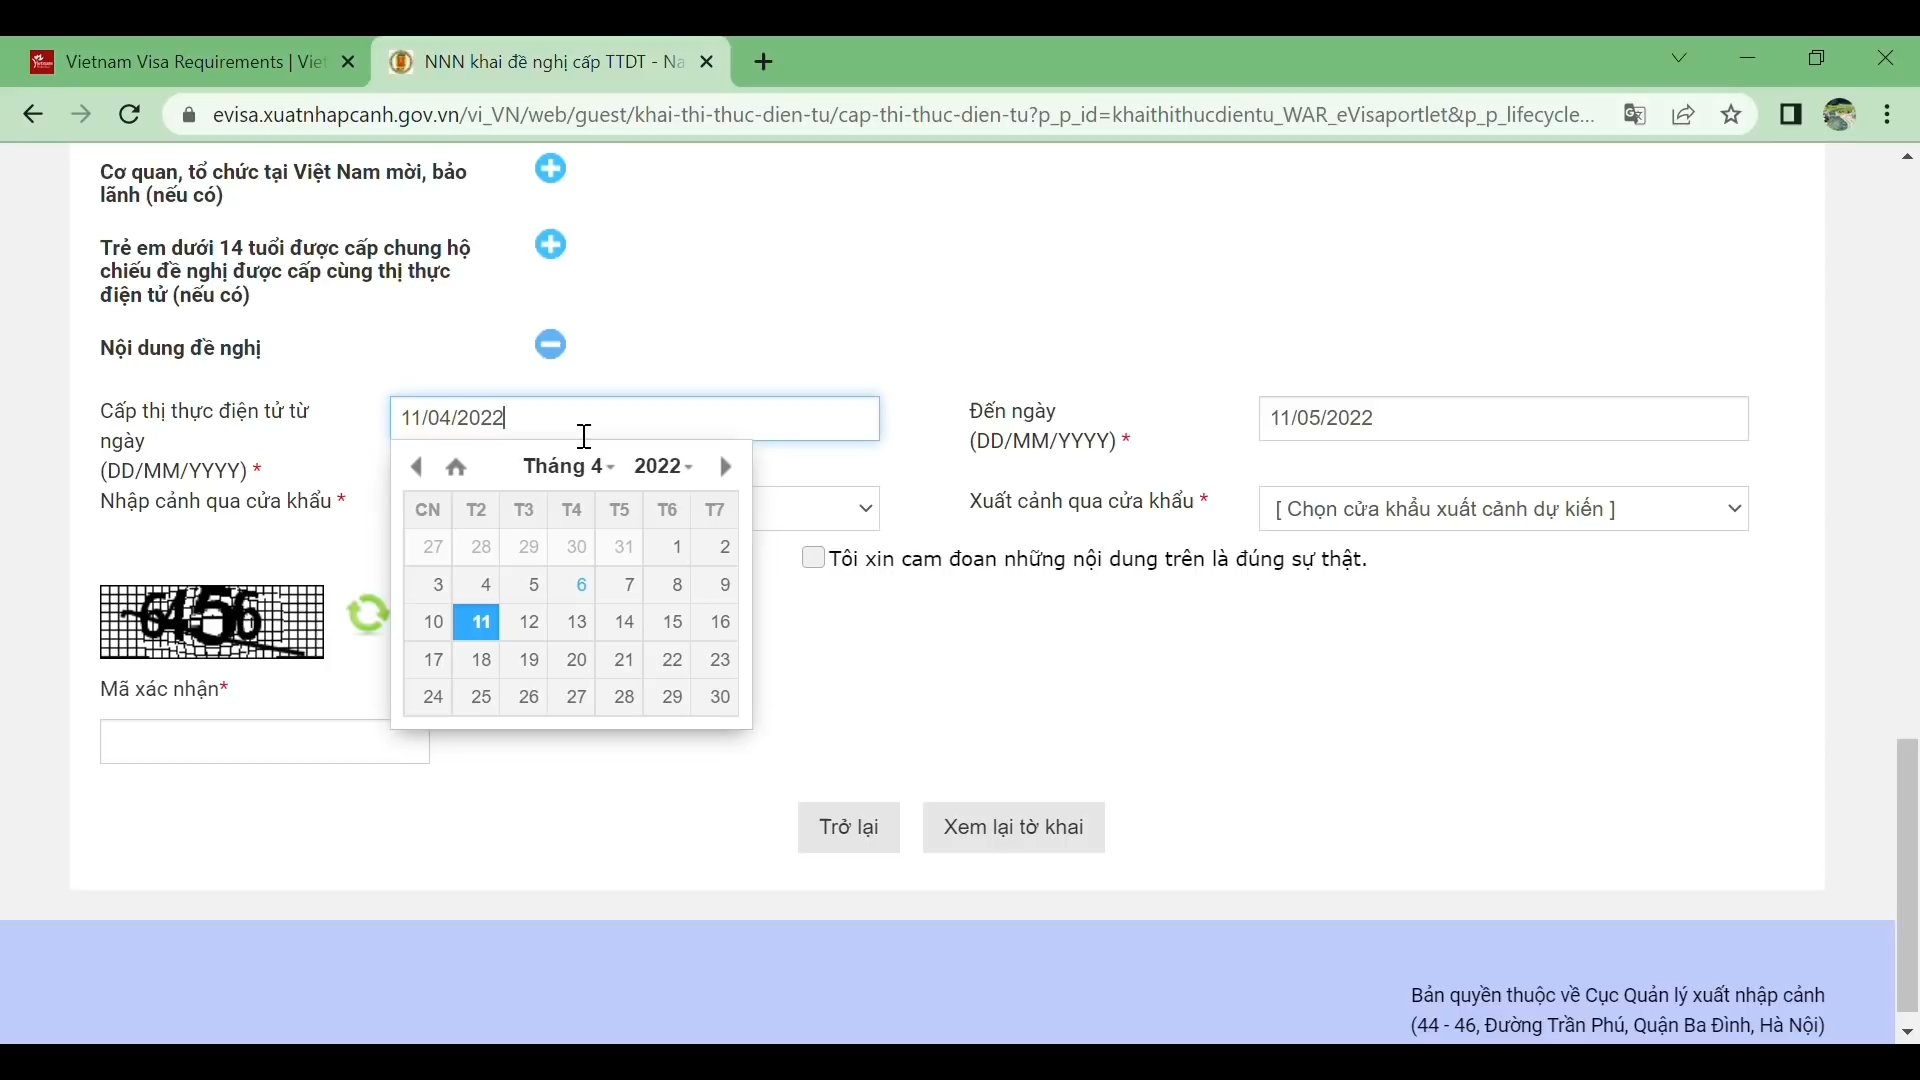 Vietnam Visa Requirements | Viet
NNN khai đề nghị cấp TTDT - Na
evisa.xuatnhapcanh.gov.vn/vi_VN/web/guest/khai-thi-thuc-dien-tu/cap-thi-thuc-dien-tu?p_p_id=khaithithucdientu_WAR_eVisaportlet&p_p_lifecycle...
Cơ quan, tổ chức tại Việt Nam mời, bảo
lãnh (nếu có)
Trẻ em dưới 14 tuổi được cấp chung hộ
chiếu đề nghị được cấp cùng thị thực
điện tử (nếu có)
Nội dung đề nghị
Cấp thị thực điện tử từ
ngày
(DD/MM/YYYY) *
11/04/2022
Đến ngày
(DD/MM/YYYY) *
11/05/2022
Nhập cảnh qua cửa khẩu *
Xuất cảnh qua cửa khẩu *
[ Chọn cửa khẩu xuất cảnh dự kiến ]
Tháng 4 2022
CN T2 T3 T4 T5 T6 T7
27 28 29 30 31 1 2
3 4 5 6 7 8 9
10 11 12 13 14 15 16
17 18 19 20 21 22 23
24 25 26 27 28 29 30
Tôi xin cam đoan những nội dung trên là đúng sự thật.
Mã xác nhận*
Trở lại
Xem lại tờ khai
Bản quyền thuộc về Cục Quản lý xuất nhập cảnh
(44 - 46, Đường Trần Phú, Quận Ba Đình, Hà Nội)